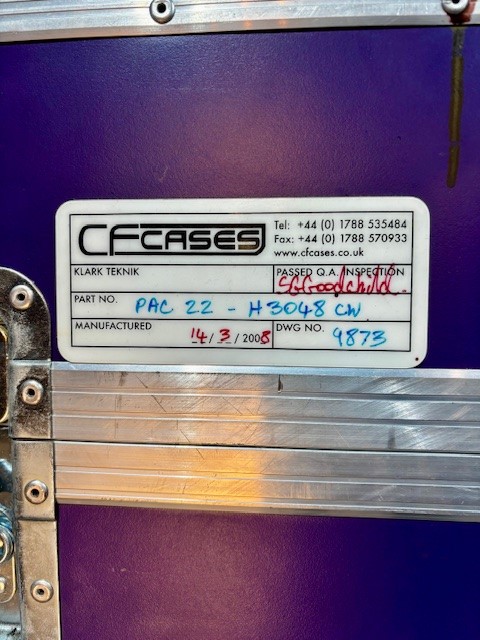 CFCASES
Tel: +44 (0) 1788 535484
Fax: +44 (0) 1788 570933
www.cfcases.co.uk
KLARK TEKNIK
PASSED Q.A. INSPECTION
SGGoodchild.
PART NO. PAC 22 - H3048 CW
MANUFACTURED 14/3/2008
DWG NO. 9873